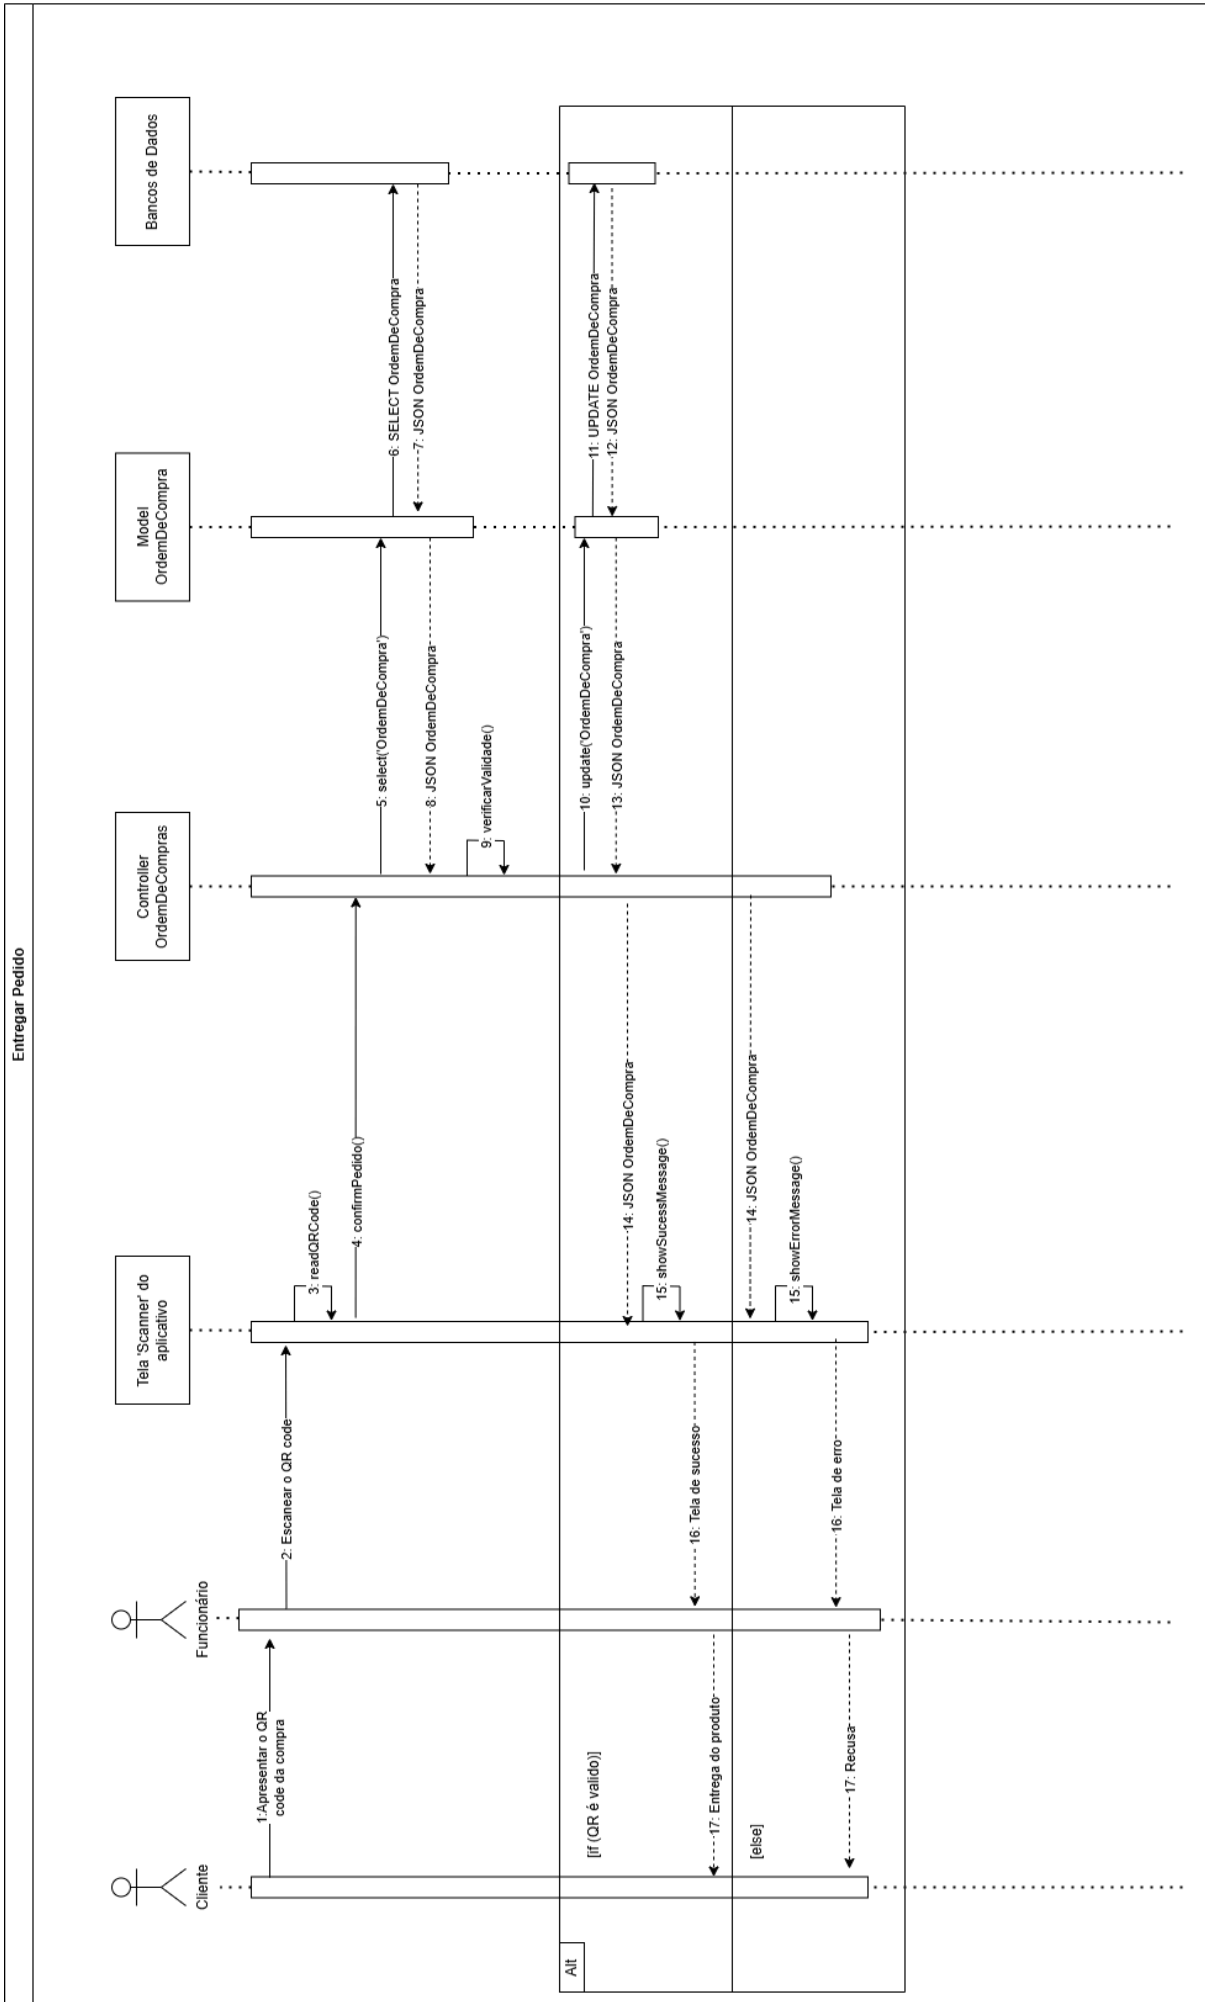 Entregar Pedido
Cliente
Funcionário
Tela 'Scanner' do
aplicativo
Controller
OrdemDeCompras
Model
OrdemDeCompra
Bancos de Dados
1:Apresentar o QR
code da compra
2: Escanear o QR code
3: readQRCode()
4: confirmPedido()
5: select('OrdemDeCompra')
6: SELECT OrdemDeCompra
7: JSON OrdemDeCompra
8: JSON OrdemDeCompra
9: verificarValidade()
Alt
[if (QR é valido)]
10: update('OrdemDeCompra')
11: UPDATE OrdemDeCompra
12: JSON OrdemDeCompra
13: JSON OrdemDeCompra
14: JSON OrdemDeCompra
15: showSucessMessage()
16: Tela de sucesso
17: Entrega do produto
[else]
14: JSON OrdemDeCompra
15: showErrorMessage()
16: Tela de erro
17: Recusa